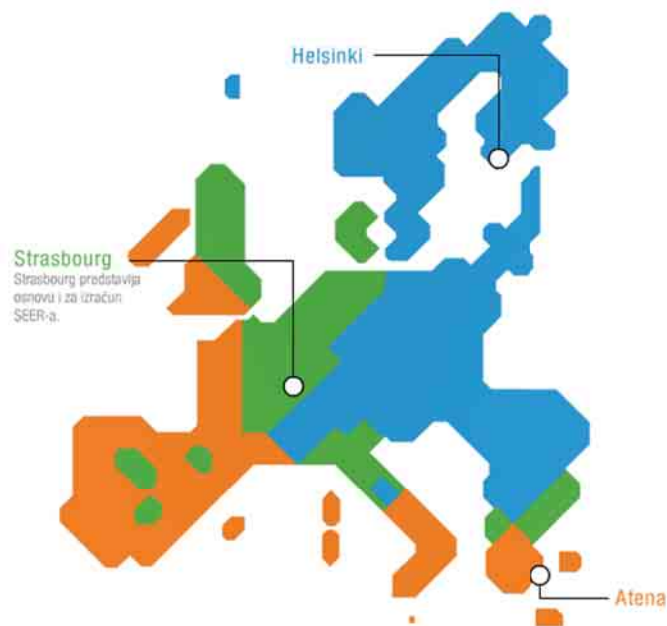 Helsinki
Strasbourg
Strasbourg predstavlja
osnovu i za izračun
SEER-a.
Atena